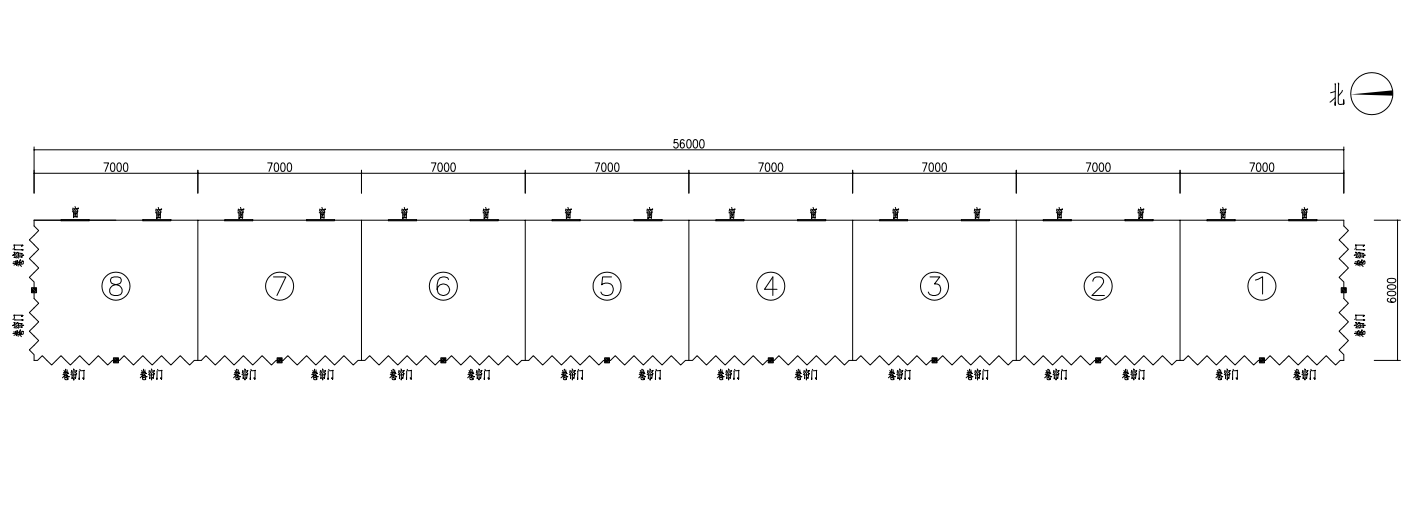 北
56000
7000 7000 7000 7000 7000 7000 7000 7000
窗 窗 窗 窗 窗 窗 窗 窗 窗 窗 窗 窗 窗 窗 窗 窗
卷帘门 卷帘门
⑧ ⑦ ⑥ ⑤ ④ ③ ② ①
6000
卷帘门 卷帘门
卷帘门 卷帘门 卷帘门 卷帘门 卷帘门 卷帘门 卷帘门 卷帘门 卷帘门 卷帘门 卷帘门 卷帘门 卷帘门 卷帘门 卷帘门 卷帘门